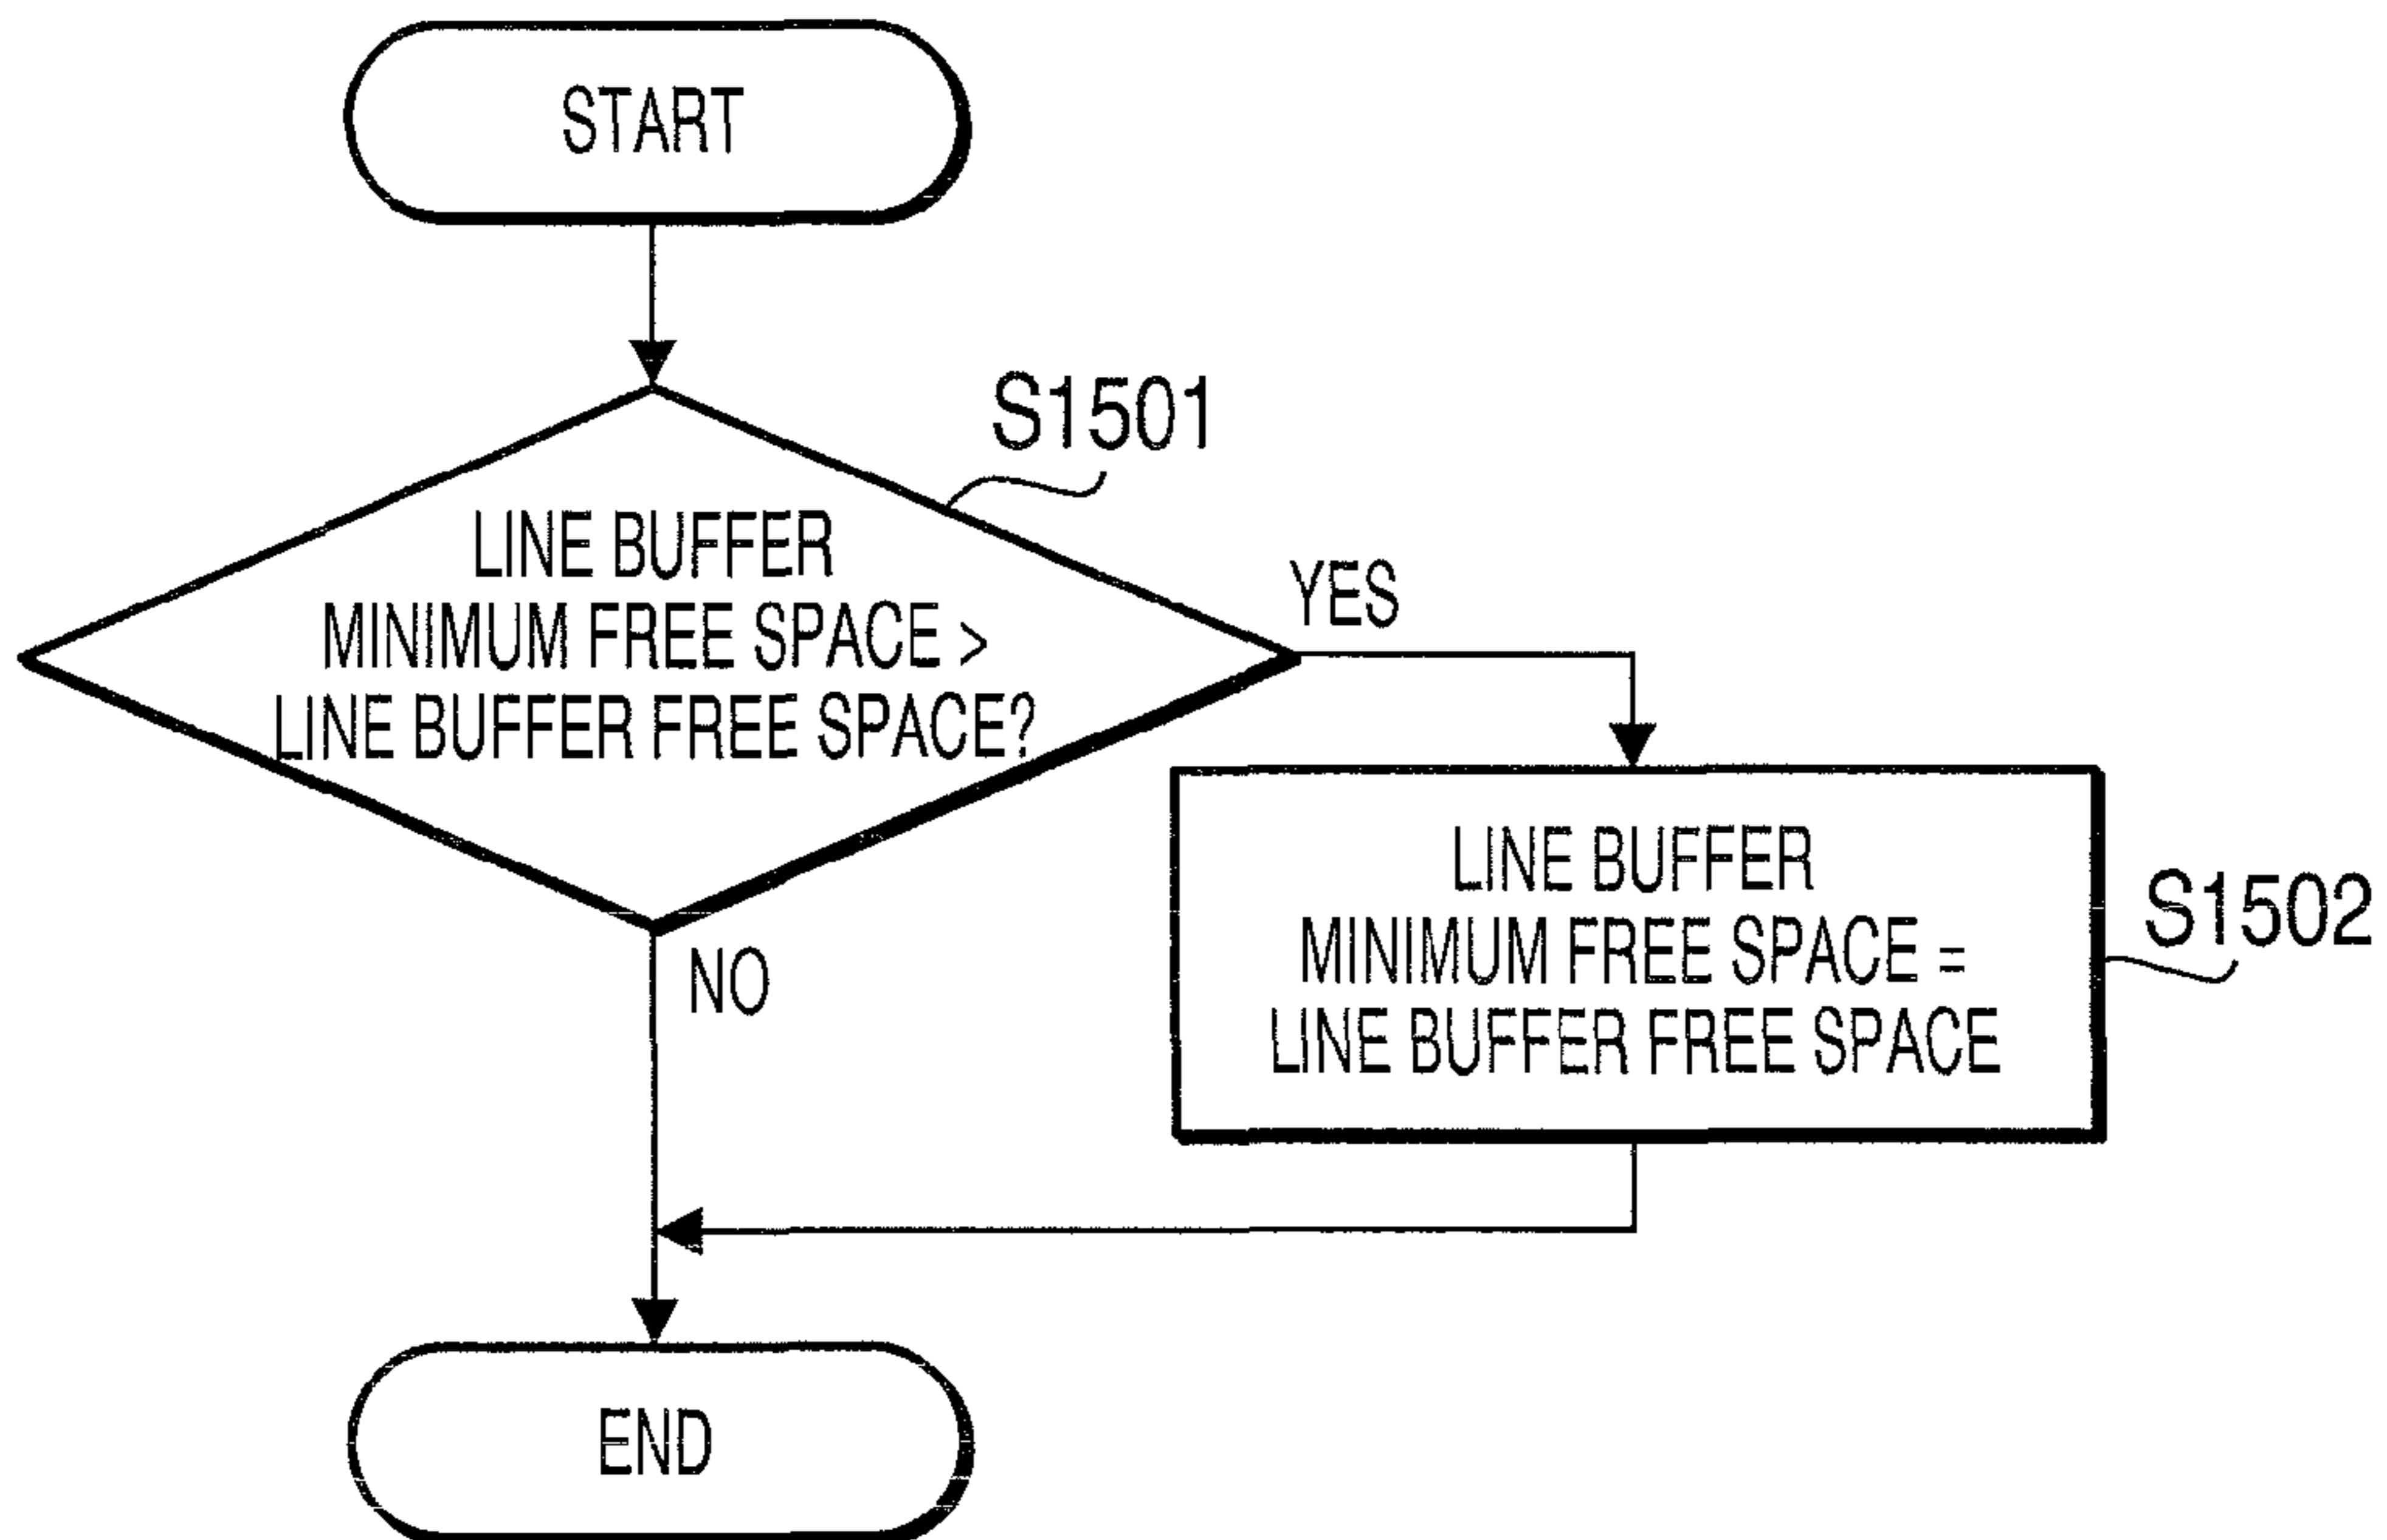 START
S1501
LINE BUFFER
MINIMUM FREE SPACE >
LINE BUFFER FREE SPACE?
YES
NO
LINE BUFFER
MINIMUM FREE SPACE =
LINE BUFFER FREE SPACE
S1502
END